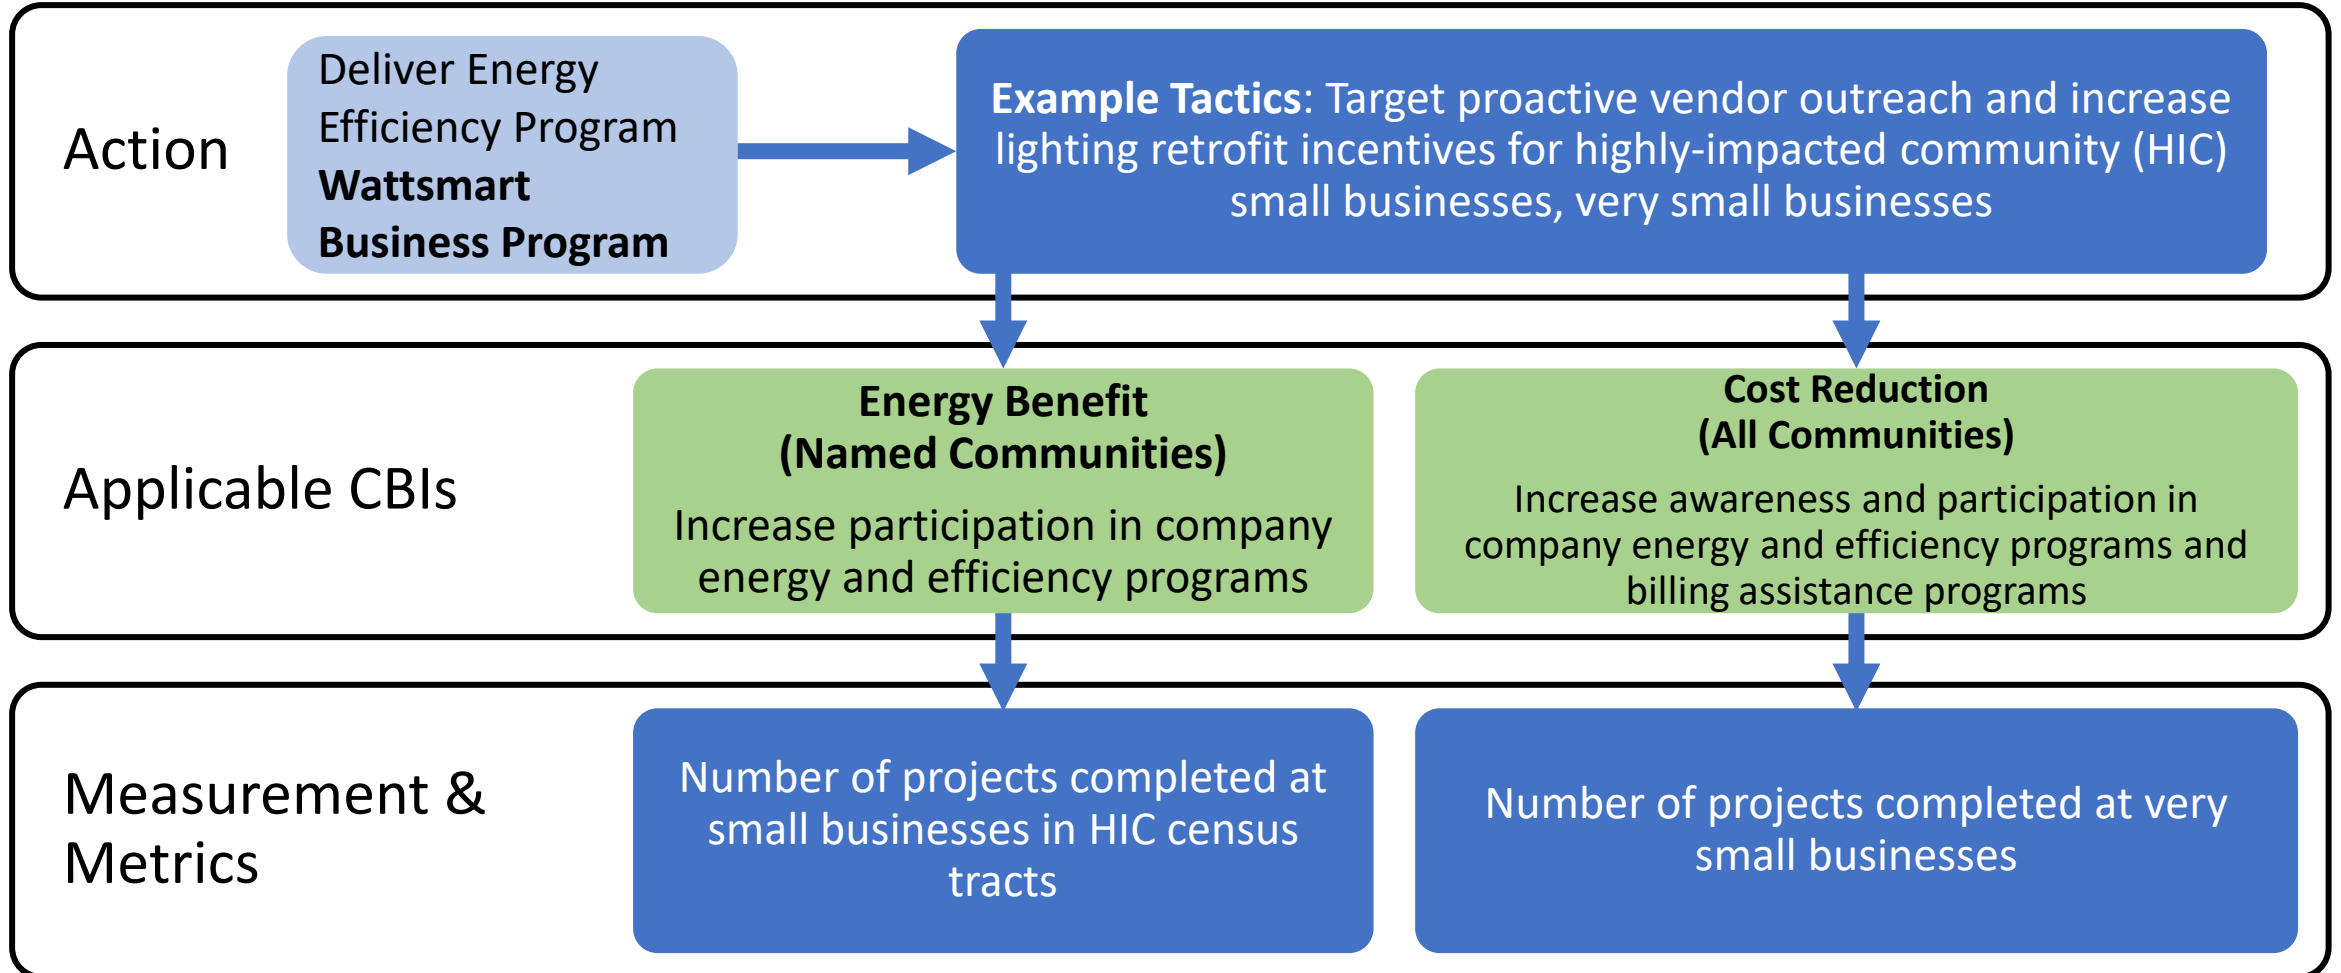 Action
Deliver Energy
Efficiency Program
Wattsmart
Business Program
Example Tactics: Target proactive vendor outreach and increase
lighting retrofit incentives for highly-impacted community (HIC)
small businesses, very small businesses
Applicable CBIs
Energy Benefit
(Named Communities)
Increase participation in company
energy and efficiency programs
Cost Reduction
(All Communities)
Increase awareness and participation in
company energy and efficiency programs and
billing assistance programs
Measurement &
Metrics
Number of projects completed at
small businesses in HIC census
tracts
Number of projects completed at very
small businesses